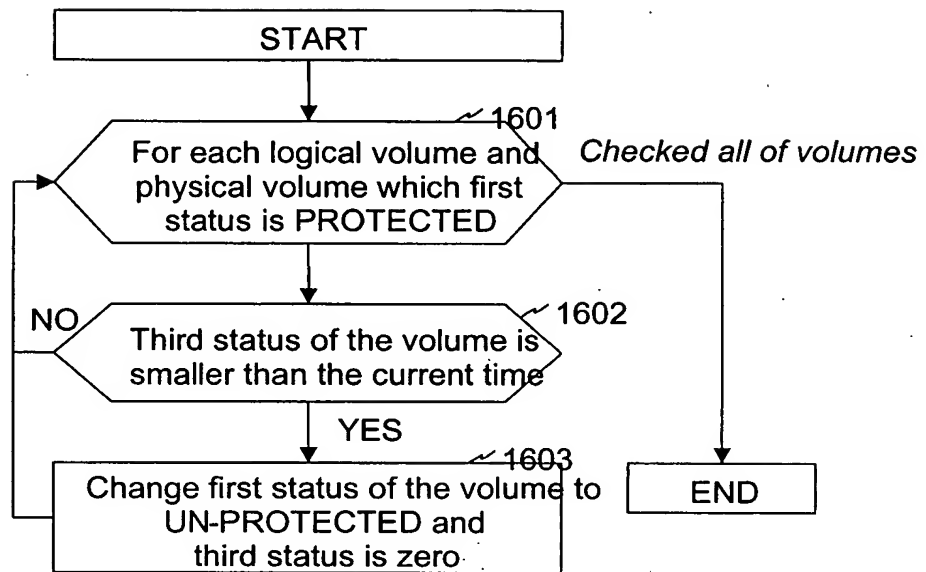 START
1601
For each logical volume and
physical volume which first
status is PROTECTED
Checked all of volumes
NO
1602
Third status of the volume is
smaller than the current time
YES
1603
Change first status of the volume to
UN-PROTECTED and
third status is zero
END